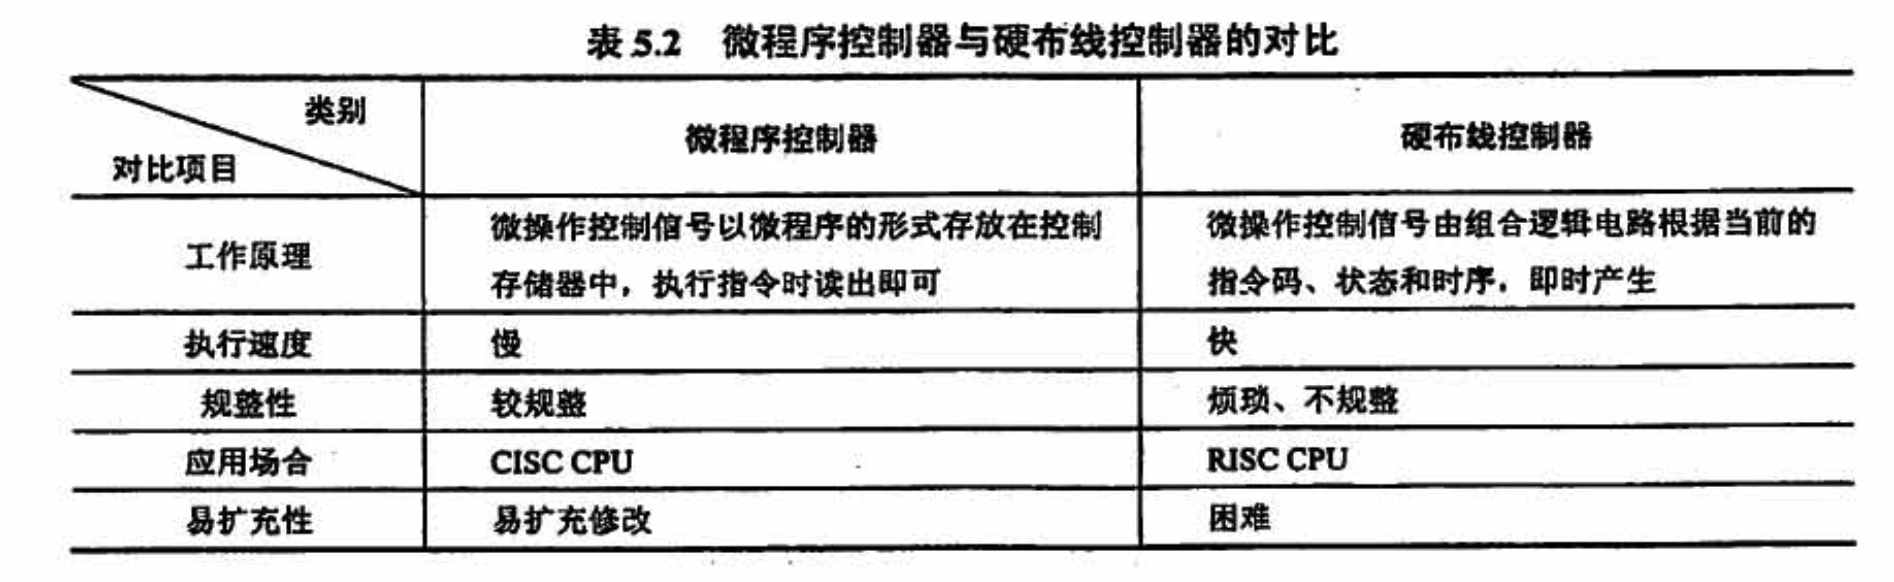 表 5.2 微程序控制器与硬布线控制器的对比
类别
对比项目
微程序控制器
硬布线控制器
工作原理
微操作控制信号以微程序的形式存放在控制
存储器中，执行指令时读出即可
微操作控制信号由组合逻辑电路根据当前的
指令码、状态和时序，即时产生
执行速度
慢
快
规整性
较规整
烦琐、不规整
应用场合
CISC CPU
RISC CPU
易扩充性
易扩充修改
困难